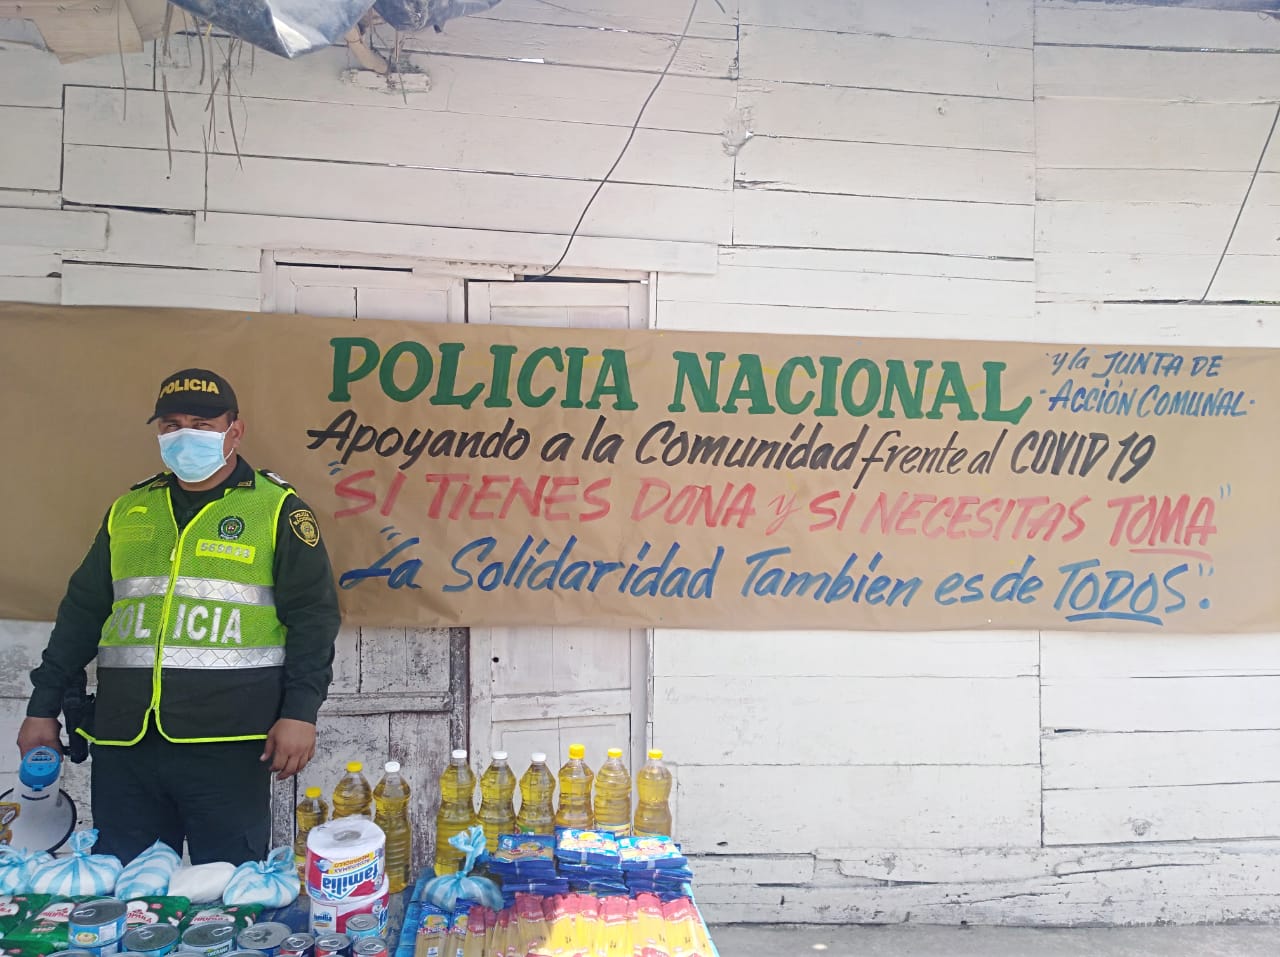 POLICIA NACIONAL
y la JUNTA DE
ACCIÓN COMUNAL
Apoyando a la Comunidad frente al COVID 19
"SI TIENES DONA y SI NECESITAS TOMA"
"La Solidaridad Tambien es de TODOS".
POLICIA
POLICIA
familia